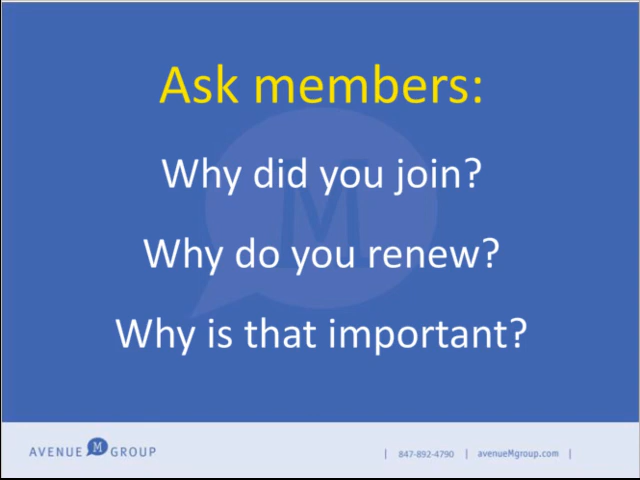 Ask members:
Why did you join?
Why do you renew?
Why is that important?
AVENUE M GROUP
| 847-892-4790 | avenueMgroup.com |